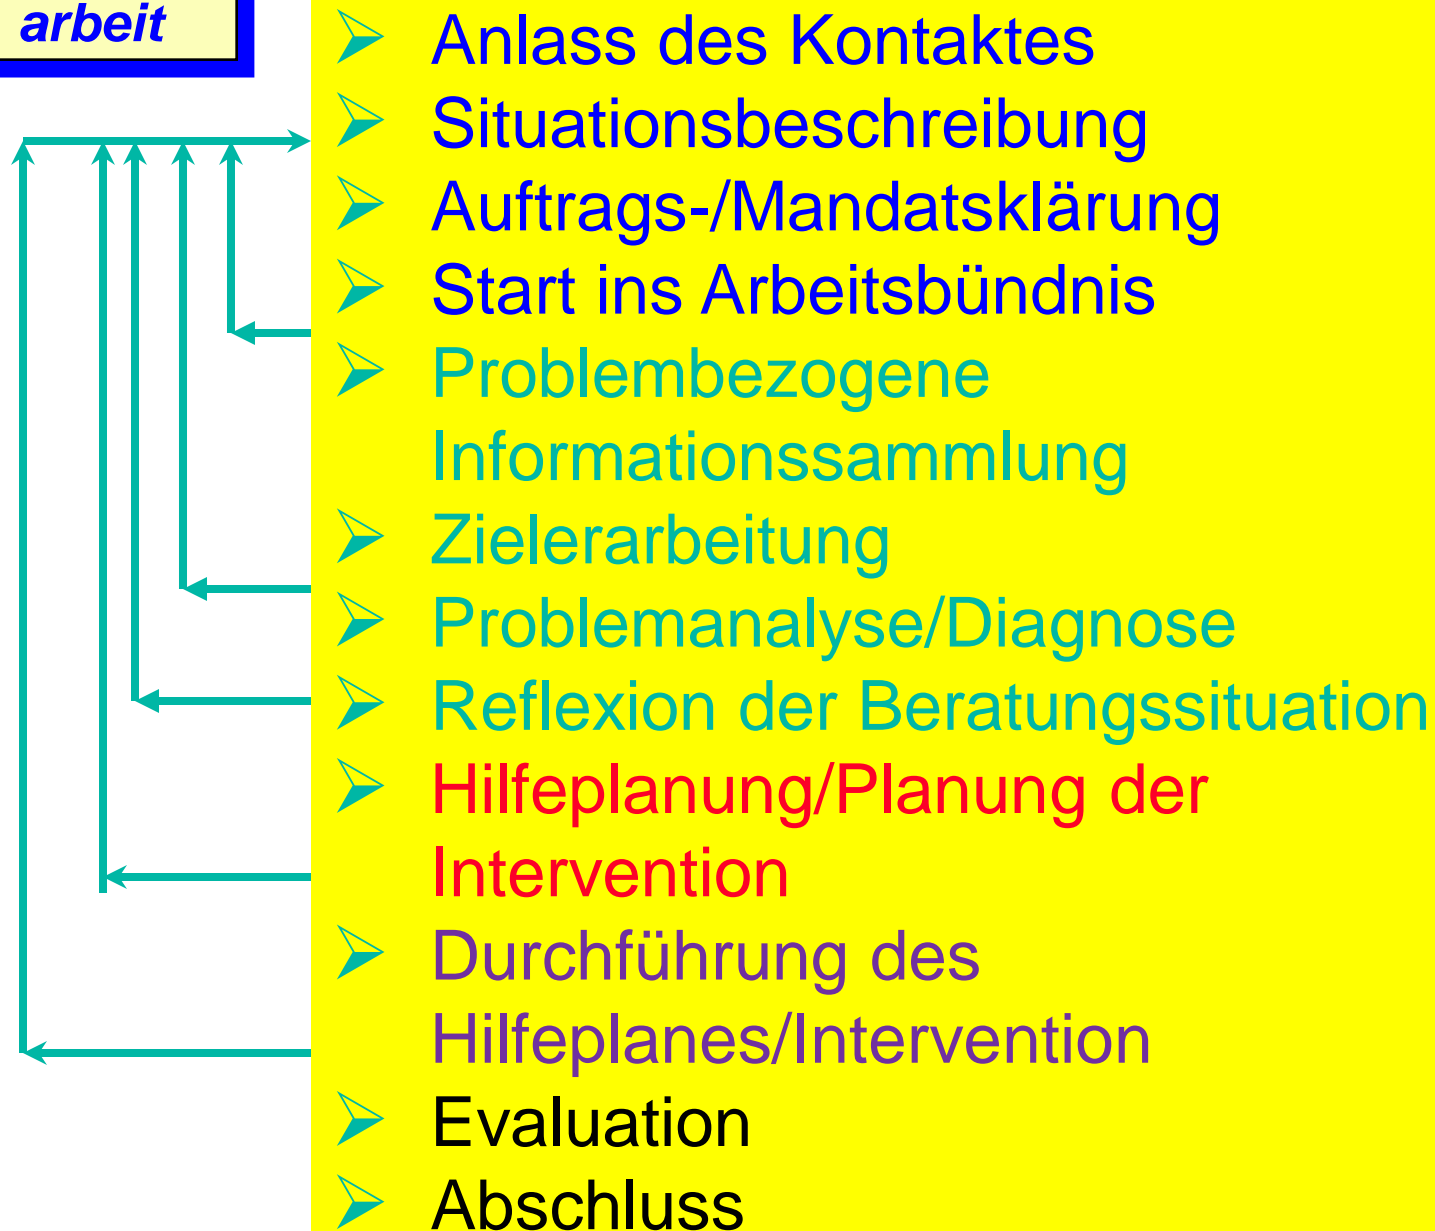 arbeit
Anlass des Kontaktes
Situationsbeschreibung
Auftrags-/Mandatsklärung
Start ins Arbeitsbündnis
Problembezogene
Informationssammlung
Zielerarbeitung
Problemanalyse/Diagnose
Reflexion der Beratungssituation
Hilfeplanung/Planung der
Intervention
Durchführung des
Hilfeplanes/Intervention
Evaluation
Abschluss